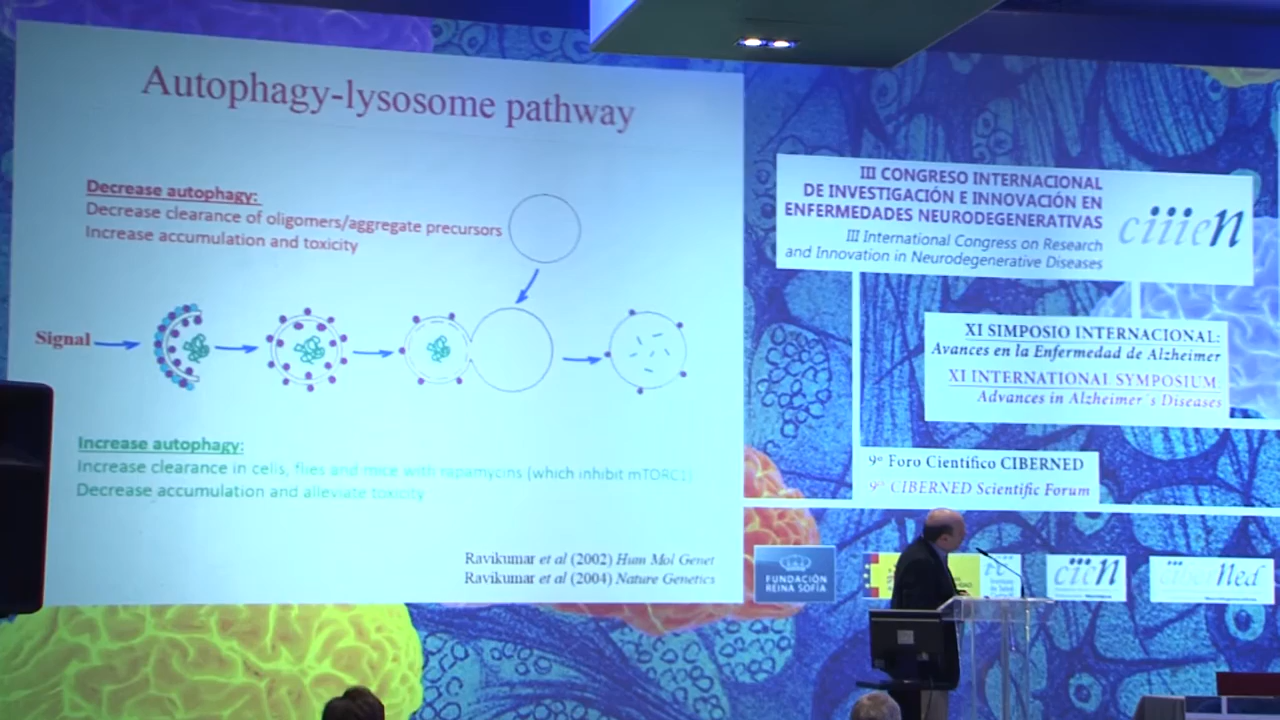 Autophagy-lysosome pathway
Decrease autophagy:
Decrease clearance of oligomers/aggregate precursors
Increase accumulation and toxicity
Signal
Increase autophagy:
Increase clearance in cells, flies and mice with rapamycins (which inhibit mTORC1)
Decrease accumulation and alleviate toxicity
Ravikumar et al (2002) Hum Mol Genet
Ravikumar et al (2004) Nature Genetics
III CONGRESO INTERNACIONAL
DE INVESTIGACIÓN E INNOVACIÓN EN
ENFERMEDADES NEURODEGENERATIVAS
III International Congress on Research
and Innovation in Neurodegenerative Diseases
ciiien
XI SIMPOSIO INTERNACIONAL:
Avances en la Enfermedad de Alzheimer
XI INTERNATIONAL SYMPOSIUM:
Advances in Alzheimer´s Diseases
9º Foro Científico CIBERNED
9th CIBERNED Scientific Forum
FUNDACIÓN
REINA SOFÍA
ciien
ciberned